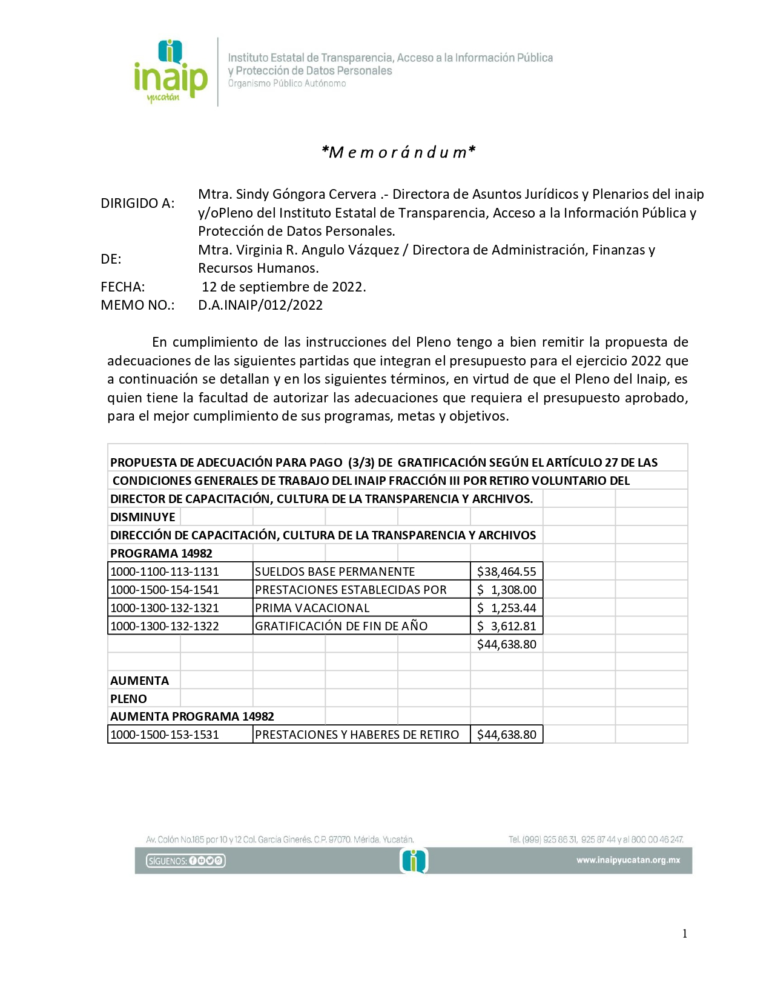 inaip
yucatán
Instituto Estatal de Transparencia, Acceso a la Información Pública
y Protección de Datos Personales
Organismo Público Autónomo
*M e m o r á n d u m*
DIRIGIDO A: Mtra. Sindy Góngora Cervera .- Directora de Asuntos Jurídicos y Plenarios del inaip
y/oPleno del Instituto Estatal de Transparencia, Acceso a la Información Pública y
Protección de Datos Personales.
DE: Mtra. Virginia R. Angulo Vázquez / Directora de Administración, Finanzas y
Recursos Humanos.
FECHA: 12 de septiembre de 2022.
MEMO NO.: D.A.INAIP/012/2022
En cumplimiento de las instrucciones del Pleno tengo a bien remitir la propuesta de
adecuaciones de las siguientes partidas que integran el presupuesto para el ejercicio 2022 que
a continuación se detallan y en los siguientes términos, en virtud de que el Pleno del Inaip, es
quien tiene la facultad de autorizar las adecuaciones que requiera el presupuesto aprobado,
para el mejor cumplimiento de sus programas, metas y objetivos.
PROPUESTA DE ADECUACIÓN PARA PAGO (3/3) DE GRATIFICACIÓN SEGÚN EL ARTÍCULO 27 DE LAS
CONDICIONES GENERALES DE TRABAJO DEL INAIP FRACCIÓN III POR RETIRO VOLUNTARIO DEL
DIRECTOR DE CAPACITACIÓN, CULTURA DE LA TRANSPARENCIA Y ARCHIVOS.
DISMINUYE
DIRECCIÓN DE CAPACITACIÓN, CULTURA DE LA TRANSPARENCIA Y ARCHIVOS
PROGRAMA 14982
1000-1100-113-1131 SUELDOS BASE PERMANENTE $38,464.55
1000-1500-154-1541 PRESTACIONES ESTABLECIDAS POR $ 1,308.00
1000-1300-132-1321 PRIMA VACACIONAL $ 1,253.44
1000-1300-132-1322 GRATIFICACIÓN DE FIN DE AÑO $ 3,612.81
$44,638.80
AUMENTA
PLENO
AUMENTA PROGRAMA 14982
1000-1500-153-1531 PRESTACIONES Y HABERES DE RETIRO $44,638.80
Av. Colón No.185 por 10 y 12 Col. García Ginerés. C.P. 97070. Mérida, Yucatán. Tel. (999) 925 86 31, 925 87 44 y al 800 00 46 247.
SÍGUENOS: www.inaipyucatan.org.mx
1